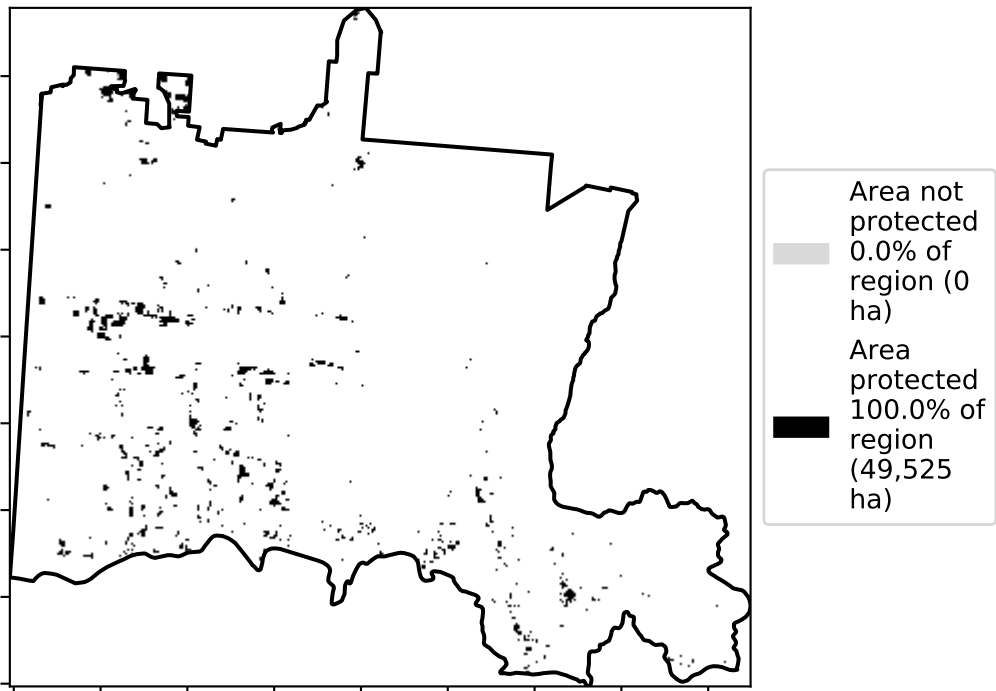 Area not
protected
0.0% of
region (0
ha)
Area
protected
100.0% of
region
(49,525
ha)